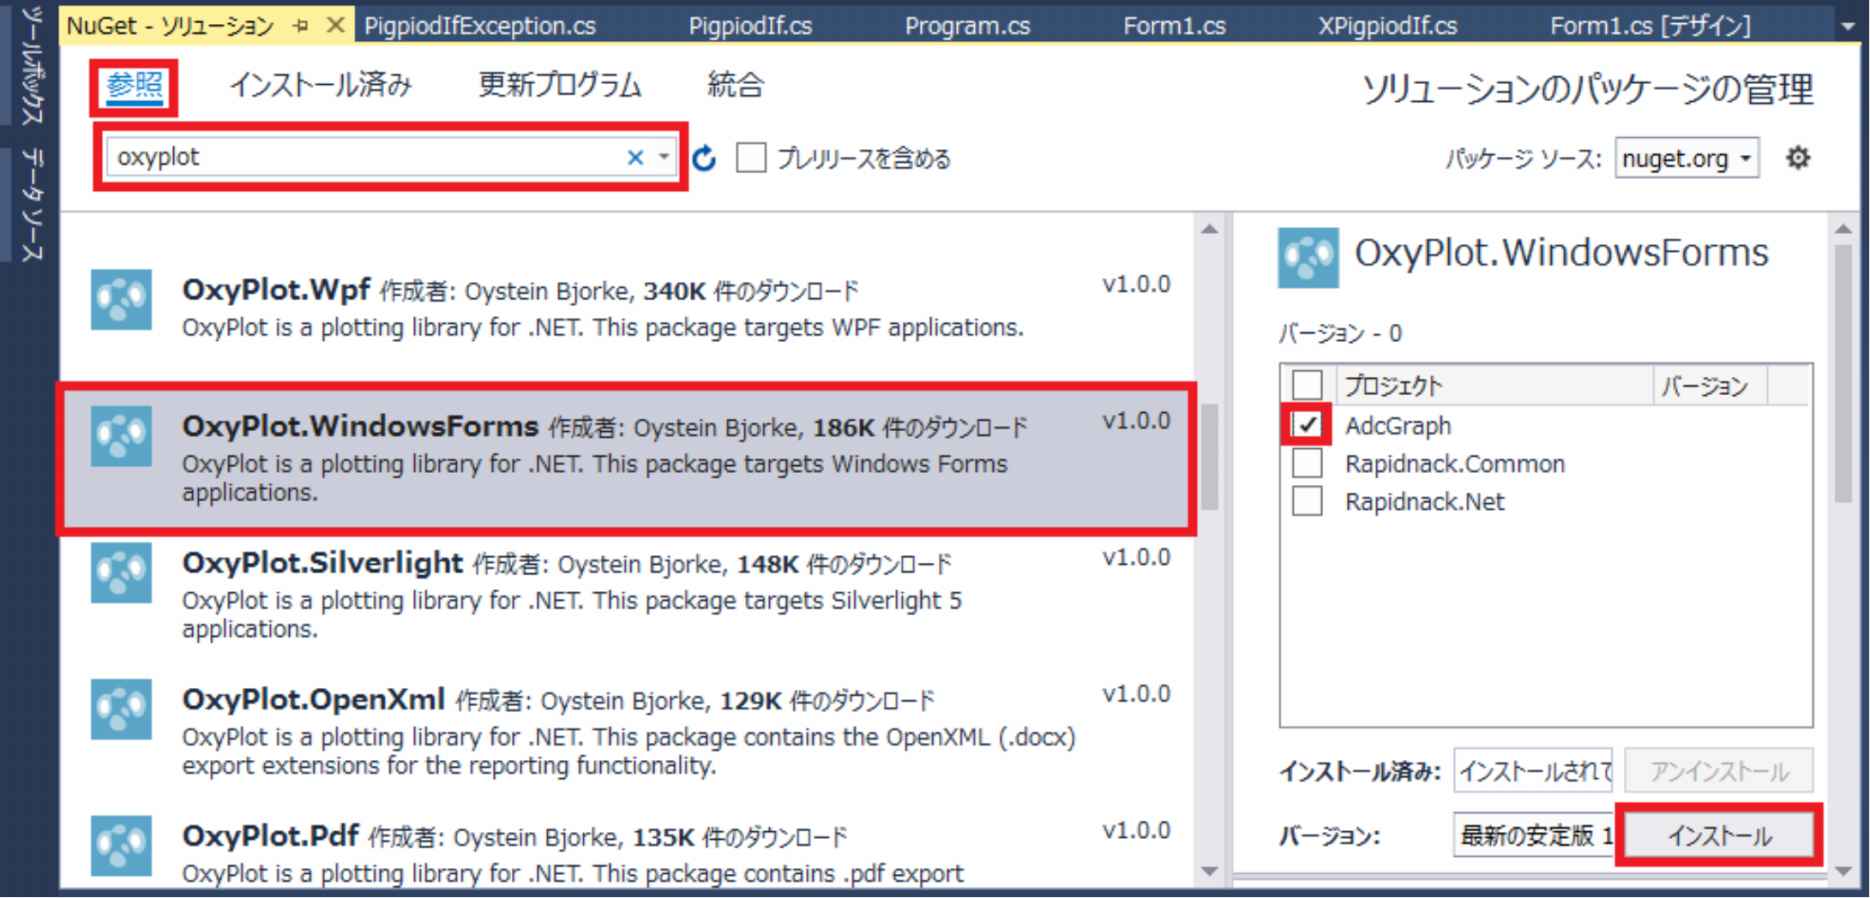 ツールボックス
データ ソース
NuGet - ソリューション
PigpiodIfException.cs
PigpiodIf.cs
Program.cs
Form1.cs
XPigpiodIf.cs
Form1.cs [デザイン]
参照
インストール済み
更新プログラム
統合
ソリューションのパッケージの管理
oxyplot
プレリリースを含める
パッケージ ソース: nuget.org
OxyPlot.Wpf 作成者: Oystein Bjorke, 340K 件のダウンロード v1.0.0
OxyPlot is a plotting library for .NET. This package targets WPF applications.
OxyPlot.WindowsForms 作成者: Oystein Bjorke, 186K 件のダウンロード v1.0.0
OxyPlot is a plotting library for .NET. This package targets Windows Forms
applications.
OxyPlot.Silverlight 作成者: Oystein Bjorke, 148K 件のダウンロード v1.0.0
OxyPlot is a plotting library for .NET. This package targets Silverlight 5
applications.
OxyPlot.OpenXml 作成者: Oystein Bjorke, 129K 件のダウンロード v1.0.0
OxyPlot is a plotting library for .NET. This package contains the OpenXML (.docx)
export extensions for the reporting functionality.
OxyPlot.Pdf 作成者: Oystein Bjorke, 135K 件のダウンロード v1.0.0
OxyPlot is a plotting library for .NET. This package contains .pdf export
OxyPlot.WindowsForms
バージョン - 0
プロジェクト バージョン
AdcGraph
Rapidnack.Common
Rapidnack.Net
インストール済み: インストールされて アンインストール
バージョン: 最新の安定版 1 インストール